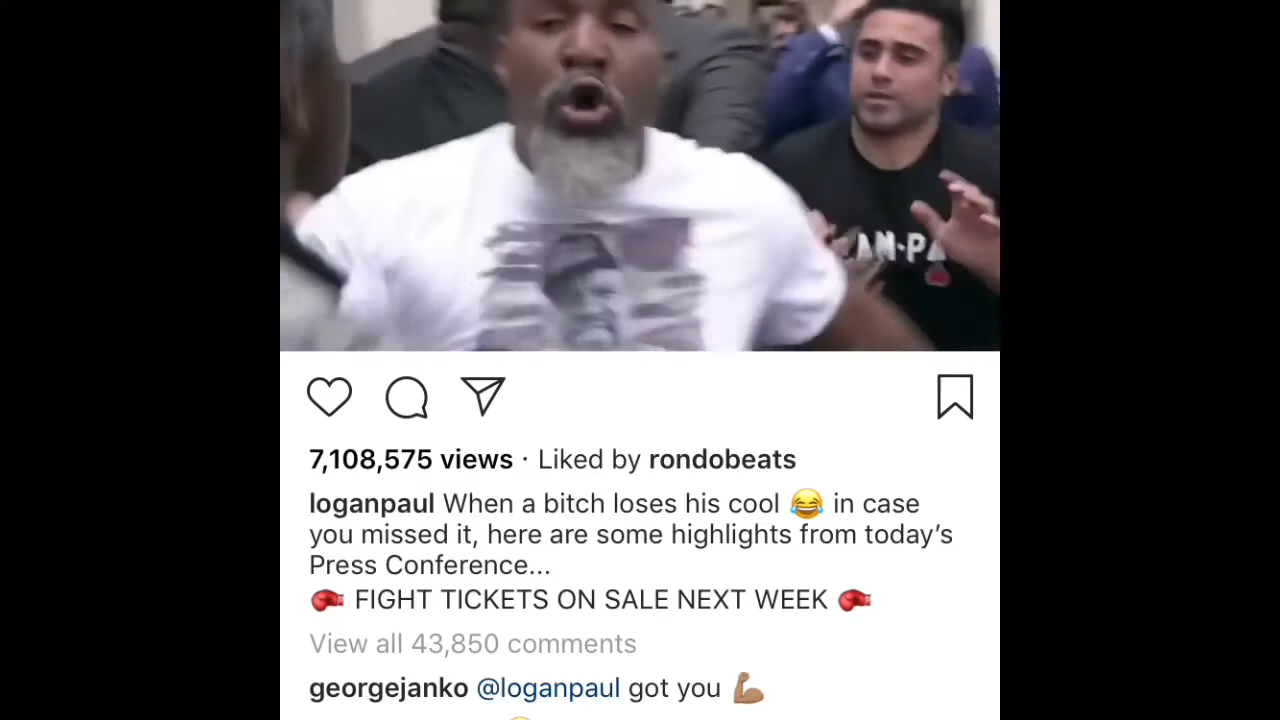 AN·PA
7,108,575 views · Liked by rondobeats
loganpaul When a bitch loses his cool 😂 in case
you missed it, here are some highlights from today’s
Press Conference...
🥊 FIGHT TICKETS ON SALE NEXT WEEK 🥊
View all 43,850 comments
georgejanko @loganpaul got you 💪🏽